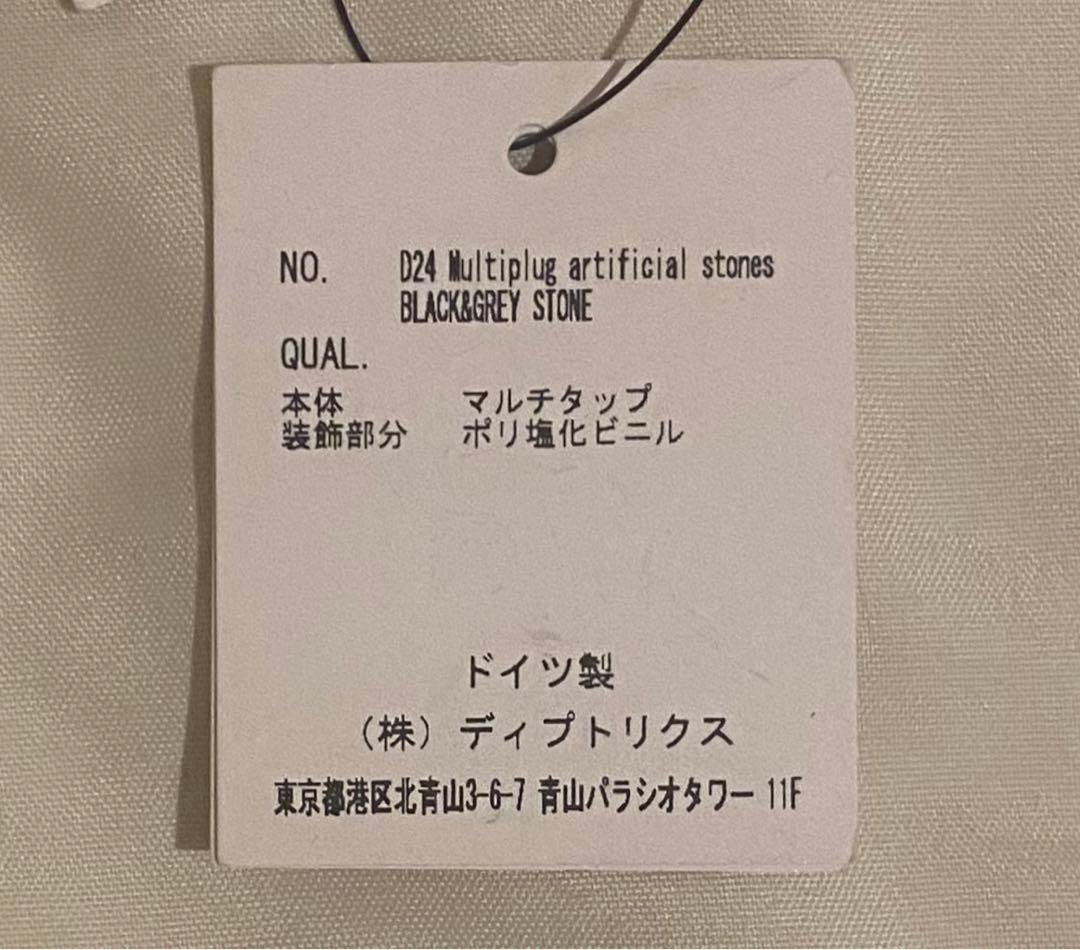 NO. D24 Multiplug artificial stones
BLACK&GREY STONE
QUAL.
本体 マルチタップ
装飾部分 ポリ塩化ビニル
ドイツ製
（株）ディプトリクス
東京都港区北青山3-6-7 青山パラシオタワー 11F